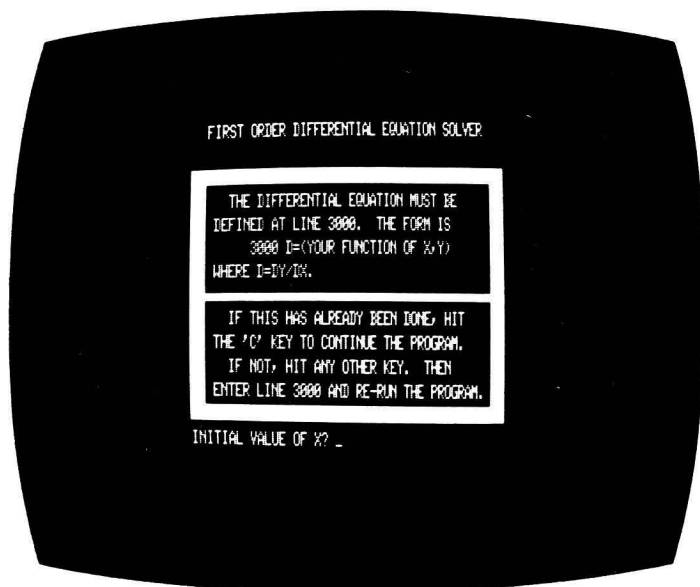 FIRST ORDER DIFFERENTIAL EQUATION SOLVER
THE DIFFERENTIAL EQUATION MUST BE
DEFINED AT LINE 3000. THE FORM IS
3000 D=(YOUR FUNCTION OF X,Y)
WHERE D=DY/DX.
IF THIS HAS ALREADY BEEN DONE, HIT
THE 'C' KEY TO CONTINUE THE PROGRAM.
IF NOT, HIT ANY OTHER KEY. THEN
ENTER LINE 3000 AND RE-RUN THE PROGRAM.
INITIAL VALUE OF X? _